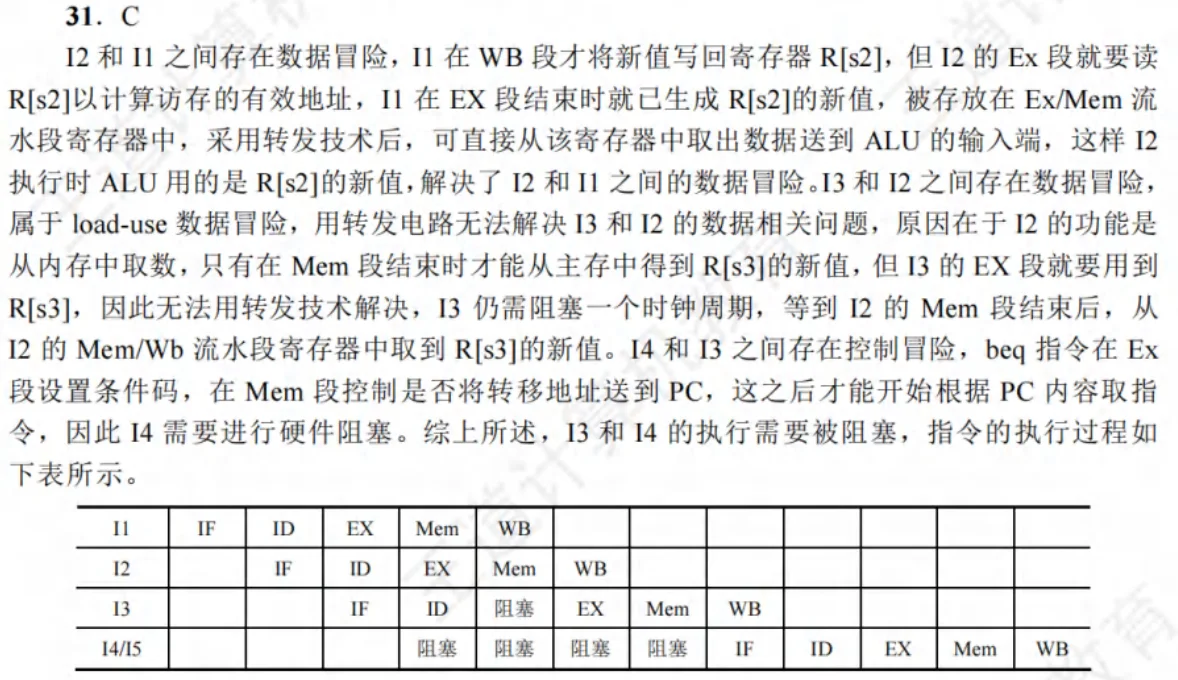 31．C
I2 和 I1 之间存在数据冒险，I1 在 WB 段才将新值写回寄存器 R[s2]，但 I2 的 Ex 段就要读
R[s2]以计算访存的有效地址，I1 在 EX 段结束时就已生成 R[s2]的新值，被存放在 Ex/Mem 流
水段寄存器中，采用转发技术后，可直接从该寄存器中取出数据送到 ALU 的输入端，这样 I2
执行时 ALU 用的是 R[s2]的新值，解决了 I2 和 I1 之间的数据冒险。I3 和 I2 之间存在数据冒险，
属于 load-use 数据冒险，用转发电路无法解决 I3 和 I2 的数据相关问题，原因在于 I2 的功能是
从内存中取数，只有在 Mem 段结束时才能从主存中得到 R[s3]的新值，但 I3 的 EX 段就要用到
R[s3]，因此无法用转发技术解决，I3 仍需阻塞一个时钟周期，等到 I2 的 Mem 段结束后，从
I2 的 Mem/Wb 流水段寄存器中取到 R[s3]的新值。I4 和 I3 之间存在控制冒险，beq 指令在 Ex
段设置条件码，在 Mem 段控制是否将转移地址送到 PC，这之后才能开始根据 PC 内容取指
令，因此 I4 需要进行硬件阻塞。综上所述，I3 和 I4 的执行需要被阻塞，指令的执行过程如
下表所示。
I1 IF ID EX Mem WB
I2 IF ID EX Mem WB
I3 IF ID 阻塞 EX Mem WB
I4/I5 阻塞 阻塞 阻塞 阻塞 IF ID EX Mem WB
王道计算机教育